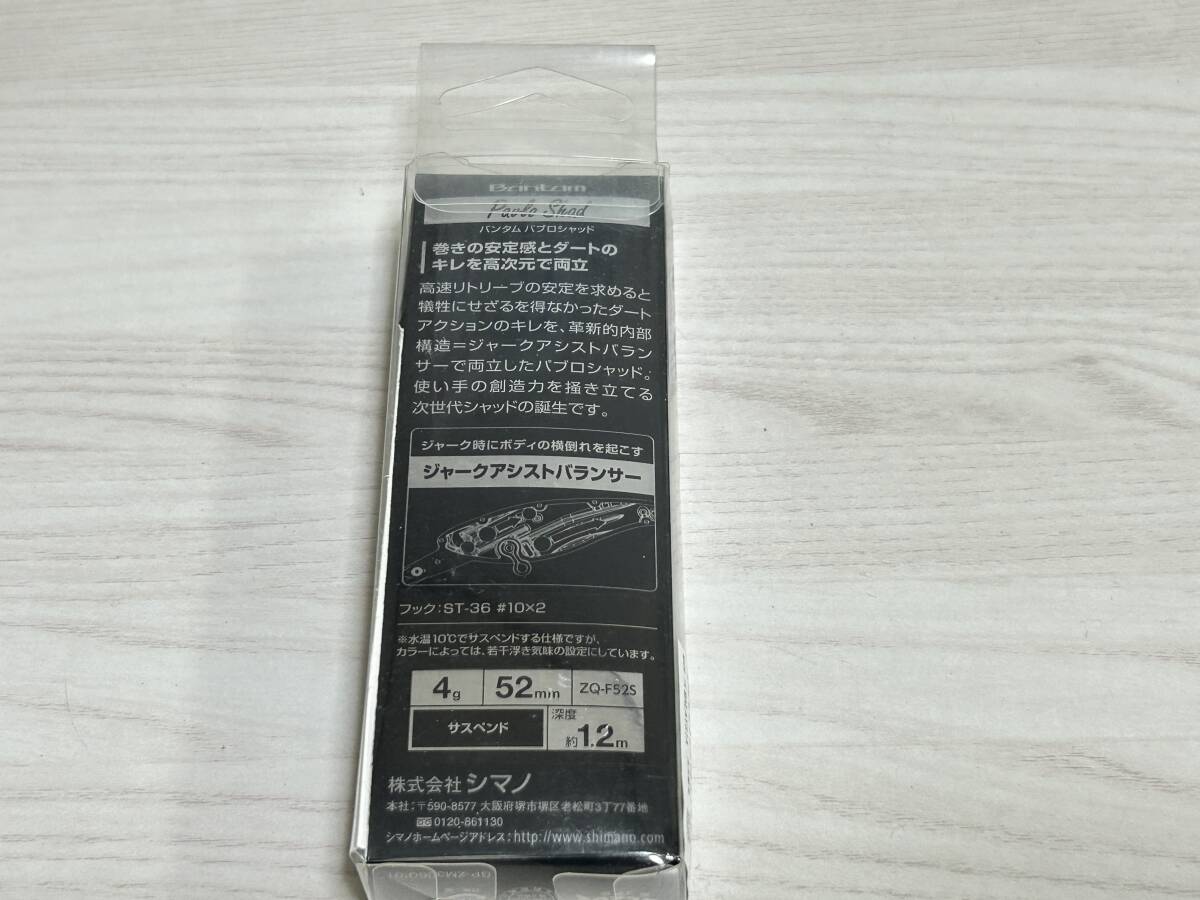 Bantam
Pavlo Shad
バンタム パブロシャッド
巻きの安定感とダートの
キレを高次元で両立
高速リトリーブの安定を求めると
犠牲にせざるを得なかったダート
アクションのキレを、革新的内部
構造=ジャークアシストバラン
サーで両立したパブロシャッド。
使い手の創造力を掻き立てる
次世代シャッドの誕生です。
ジャーク時にボディの横倒れを起こす
ジャークアシストバランサー
フック:ST-36 #10×2
※水温10℃でサスペンドする仕様ですが、
カラーによっては、若干浮き気味の設定にしています。
4g 52mm ZQ-F52S
サスペンド 深度 約1.2m
株式会社 シマノ
本社:〒590-8577 大阪府堺市堺区老松町3丁77番地
0120-861130
シマノホームページアドレス:http://www.shimano.com